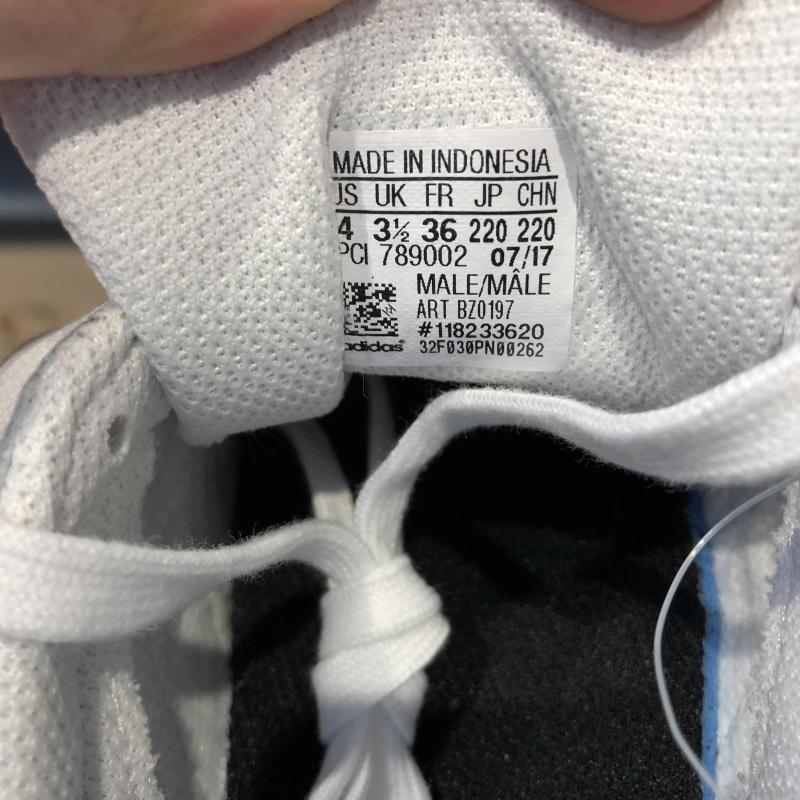 MADE IN INDONESIA
US UK FR JP CHN
4 3½ 36 220 220
PCI 789002 07/17
MALE/MÂLE
ART BZ0197
#118233620
adidas 32F030PN00262